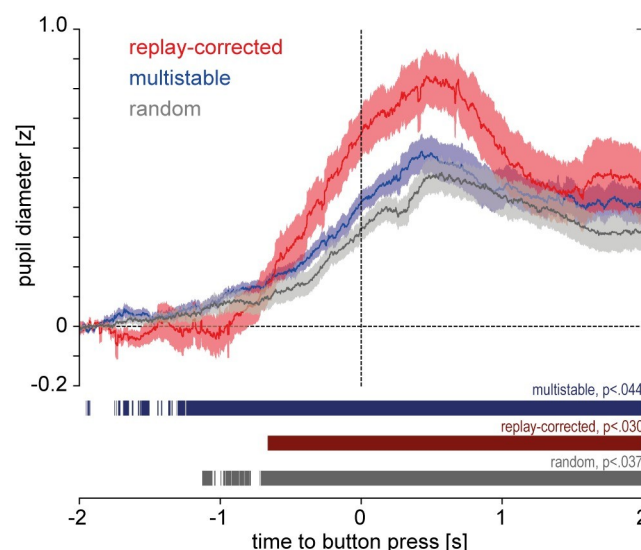 1.0
replay-corrected
multistable
random
pupil diameter [z]
0
-0.2
multistable, p<.044
replay-corrected, p<.030
random, p<.037
-2 -1 0 1 2
time to button press [s]